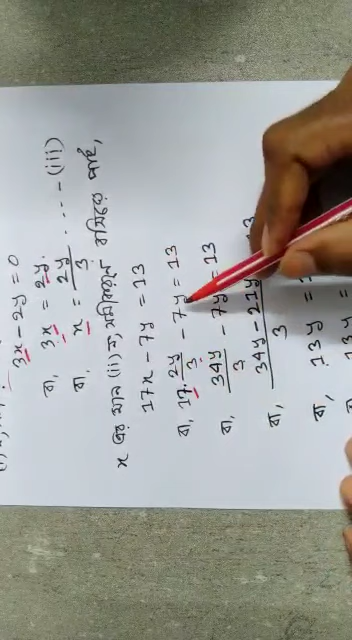 3x - 2y = 0
বা, 3x = 2y.
বা, x = 2y/3 .... - (iii)
x এর মান (ii) নং সমীকরণে বসিয়ে পাই,
17x - 7y = 13
বা, 17. 2y/3 - 7y = 13
বা, 34y/3 - 7y = 13
বা, 34y - 21y/3
বা, 13y =
বা, 13y =